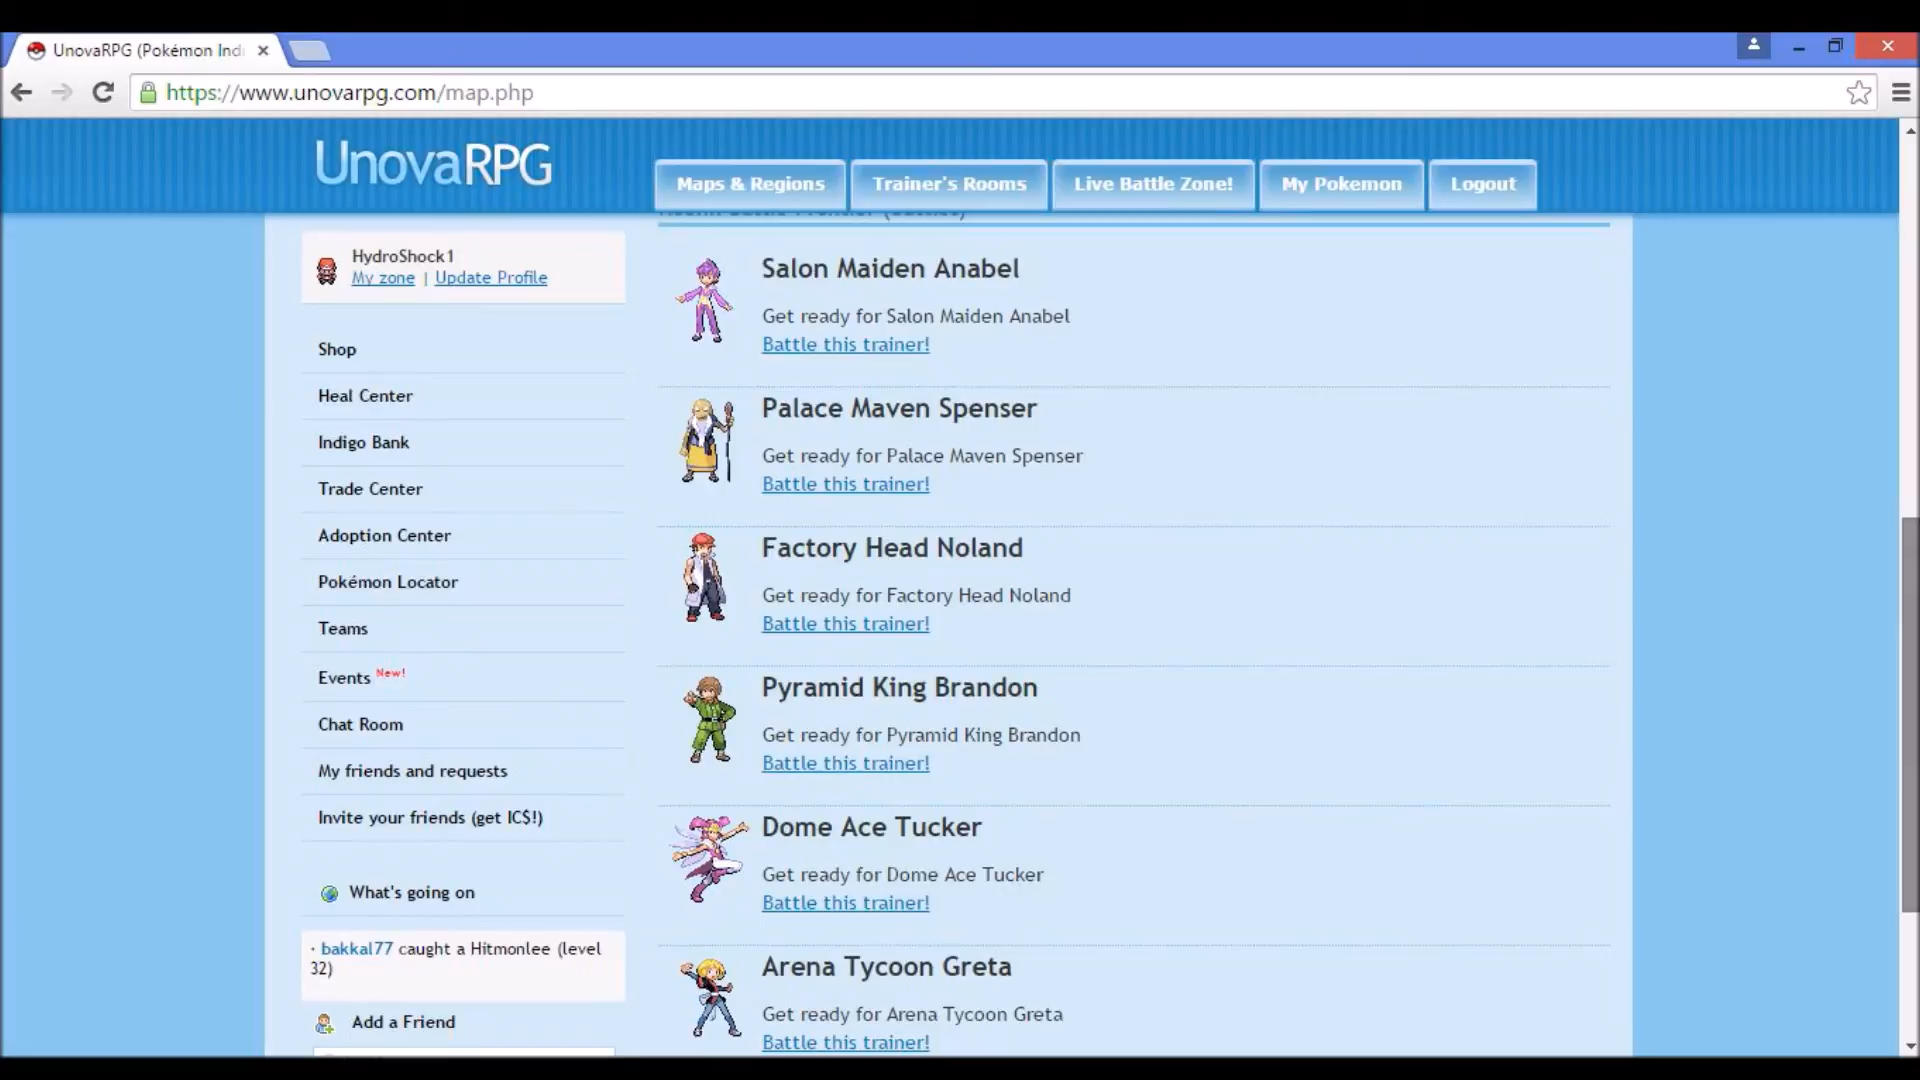 UnovaRPG (Pokémon Indi
https://www.unovarpg.com/map.php
UnovaRPG
Maps & Regions
Trainer's Rooms
Live Battle Zone!
My Pokemon
Logout
HydroShock1
My zone | Update Profile
Shop
Heal Center
Indigo Bank
Trade Center
Adoption Center
Pokémon Locator
Teams
Events New!
Chat Room
My friends and requests
Invite your friends (get IC$!)
What's going on
· bakkal77 caught a Hitmonlee (level
32)
Add a Friend
Salon Maiden Anabel
Get ready for Salon Maiden Anabel
Battle this trainer!
Palace Maven Spenser
Get ready for Palace Maven Spenser
Battle this trainer!
Factory Head Noland
Get ready for Factory Head Noland
Battle this trainer!
Pyramid King Brandon
Get ready for Pyramid King Brandon
Battle this trainer!
Dome Ace Tucker
Get ready for Dome Ace Tucker
Battle this trainer!
Arena Tycoon Greta
Get ready for Arena Tycoon Greta
Battle this trainer!